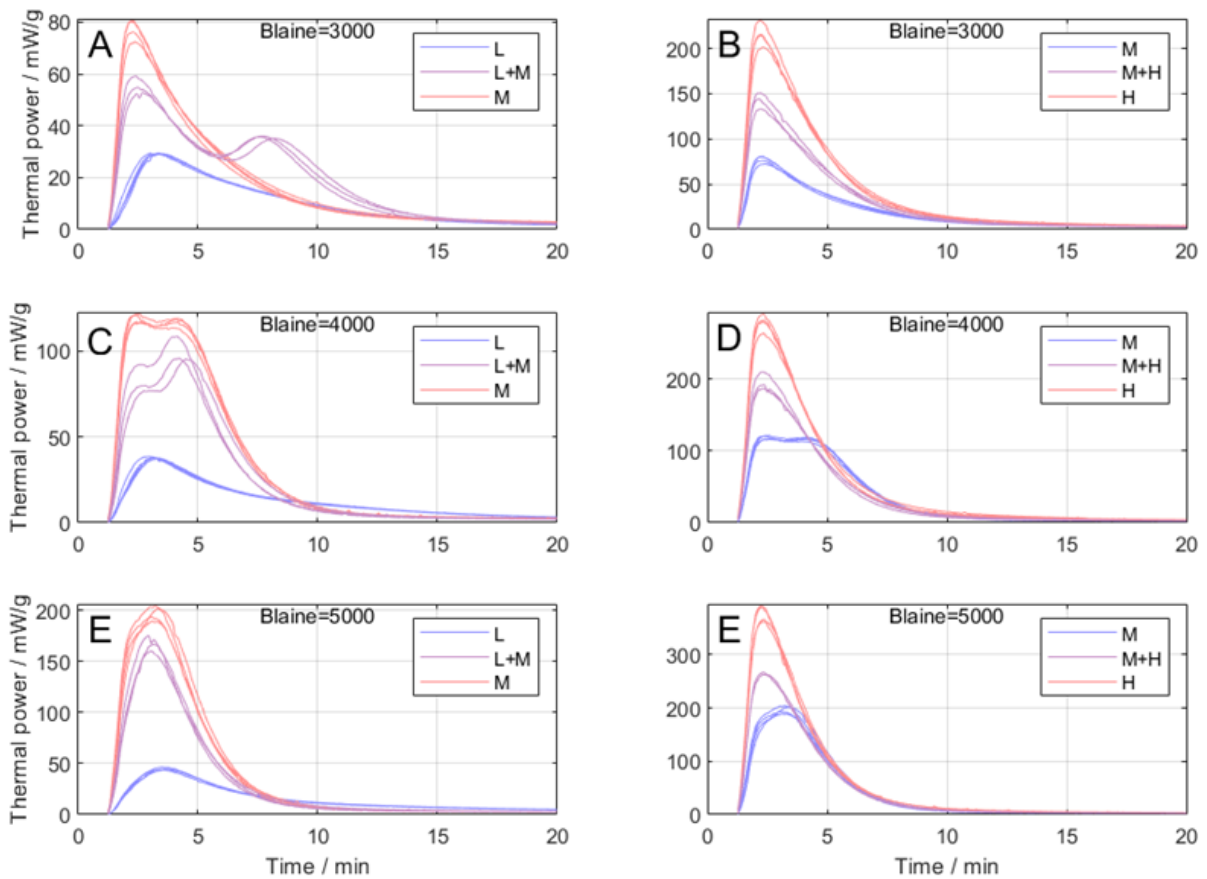 A
Blaine=3000
L
L+M
M
Thermal power / mW/g
80
60
40
20
0
0 5 10 15 20
B
Blaine=3000
M
M+H
H
200
150
100
50
0
0 5 10 15 20
C
Blaine=4000
L
L+M
M
Thermal power / mW/g
100
50
0
0 5 10 15 20
D
Blaine=4000
M
M+H
H
200
100
0
0 5 10 15 20
E
Blaine=5000
L
L+M
M
Thermal power / mW/g
200
150
100
50
0
0 5 10 15 20
Time / min
E
Blaine=5000
M
M+H
H
300
200
100
0
0 5 10 15 20
Time / min